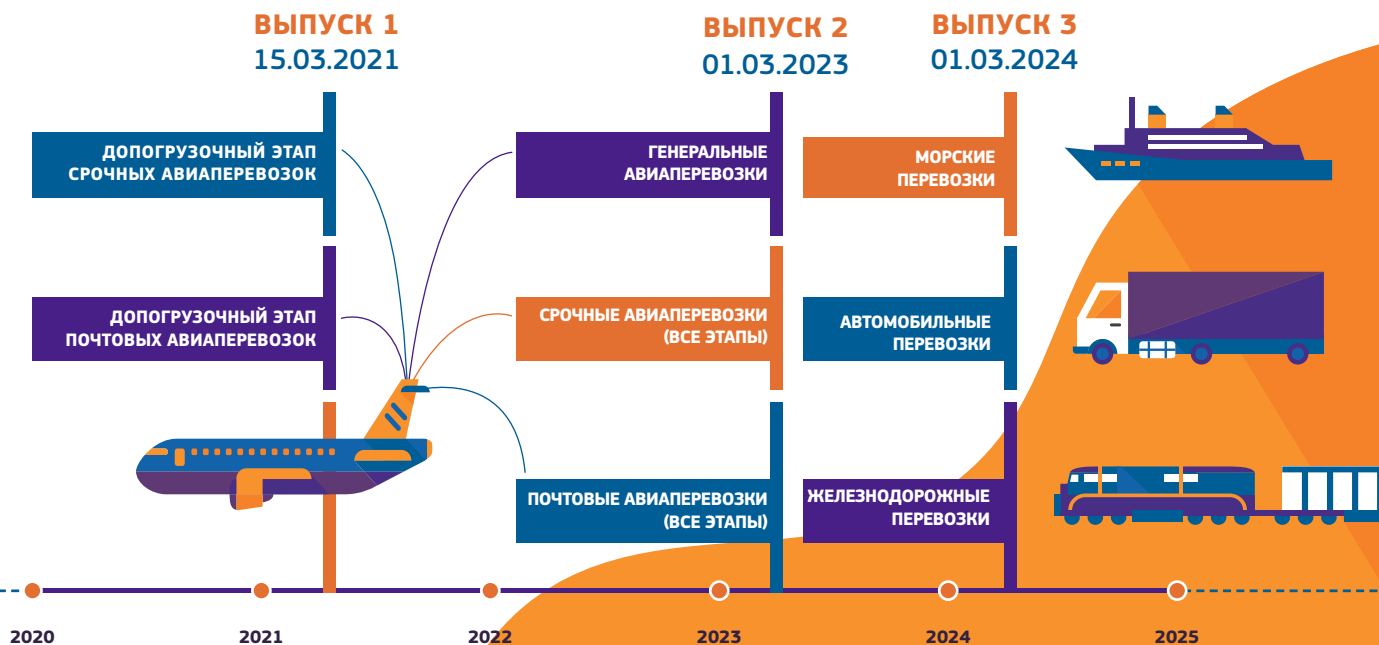 ВЫПУСК 1
15.03.2021
ВЫПУСК 2
01.03.2023
ВЫПУСК 3
01.03.2024
ДОПОГРУЗОЧНЫЙ ЭТАП
СРОЧНЫХ АВИАПЕРЕВОЗОК
ДОПОГРУЗОЧНЫЙ ЭТАП
ПОЧТОВЫХ АВИАПЕРЕВОЗОК
ГЕНЕРАЛЬНЫЕ
АВИАПЕРЕВОЗКИ
СРОЧНЫЕ АВИАПЕРЕВОЗКИ
(ВСЕ ЭТАПЫ)
ПОЧТОВЫЕ АВИАПЕРЕВОЗКИ
(ВСЕ ЭТАПЫ)
МОРСКИЕ
ПЕРЕВОЗКИ
АВТОМОБИЛЬНЫЕ
ПЕРЕВОЗКИ
ЖЕЛЕЗНОДОРОЖНЫЕ
ПЕРЕВОЗКИ
2020
2021
2022
2023
2024
2025